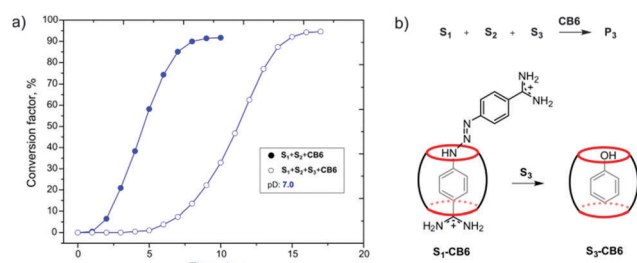 a)
Conversion factor, %
100
90
80
70
60
50
40
30
20
10
0
0 5 10 15 20
S1+S2+CB6
S1+S2+S3+CB6
pD: 7.0
b)
S1 + S2 + S3 CB6 P3
NH2
+
NH2
N
N
HN
S3
OH
+
H2N NH2
S1-CB6 S3-CB6